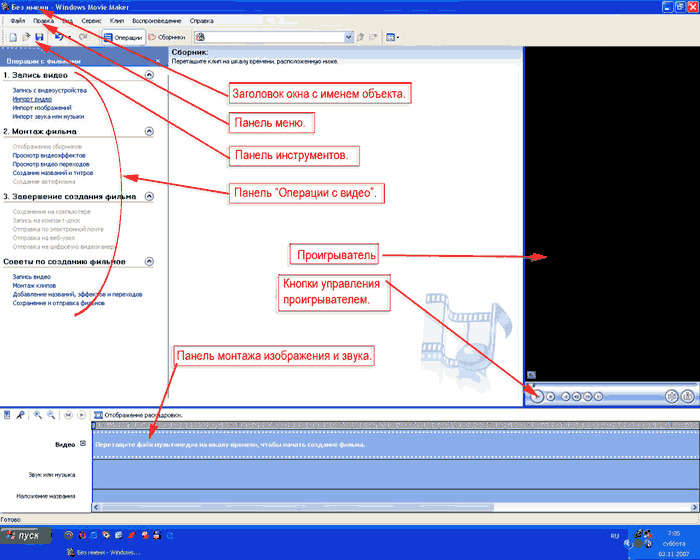 Без имени - Windows Movie Maker
Файл Правка Вид Сервис Клип Воспроизведение Справка
Операции Сборники
Операции с фильмами
Сборник:
Перетащите клип на шкалу времени, расположенную ниже.
1. Запись видео
Запись с видеоустройства
Импорт видео
Импорт изображений
Импорт звука или музыки
2. Монтаж фильма
Отображение сборников
Просмотр видеоэффектов
Просмотр видео переходов
Создание названий и титров
Создание автофильма
3. Завершение создания фильма
Сохранение на компьютере
Запись на компакт-диск
Отправка по электронной почте
Отправка на веб-узел
Отправка на цифровую видеокамеру
Советы по созданию фильмов
Запись видео
Монтаж клипов
Добавление названий, эффектов и переходов
Сохранение и отправка фильмов
Заголовок окна с именем объекта.
Панель меню.
Панель инструментов.
Панель “Операции с видео”.
Проигрыватель
Кнопки управления
проигрывателем.
Панель монтажа изображения и звука.
Отображение раскадровки.
Видео
Перетащите файл мультимедиа на шкалу времени, чтобы начать создание фильма.
Звук или музыка
Наложение названия
Готово
пуск
Без имени - Windows...
RU
7:05
суббота
03.11.2007